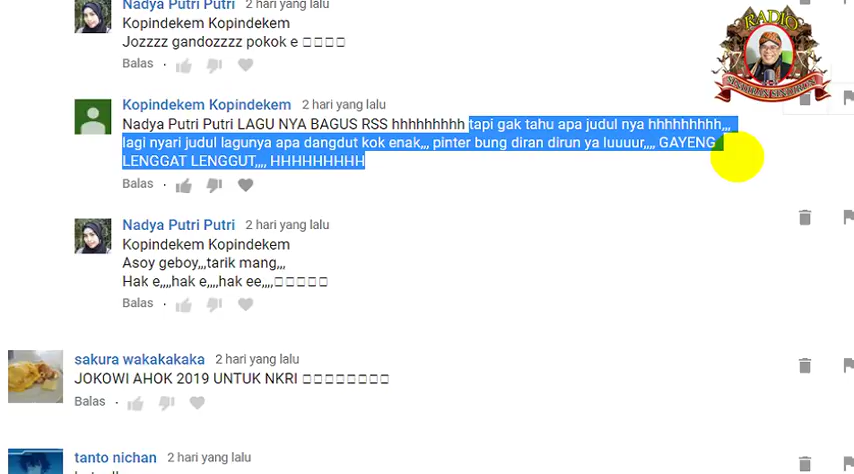 Nadya Putri Putri 2 hari yang lalu
Kopindekem Kopindekem
Jozzzz gandozzzz pokok e
Balas
RADIO
Kopindekem Kopindekem 2 hari yang lalu
Nadya Putri Putri LAGU NYA BAGUS RSS hhhhhhhhh tapi gak tahu apa judul nya hhhhhhhhh,,,
lagi nyari judul lagunya apa dangdut kok enak,,, pinter bung diran dirun ya luuuur,,,, GAYENG
LENGGAT LENGGUT,,,, HHHHHHHHH
Balas
Nadya Putri Putri 2 hari yang lalu
Kopindekem Kopindekem
Asoy geboy,,,tarik mang,,,
Hak e,,,,hak e,,,,hak ee,,,,
Balas
sakura wakakakaka 2 hari yang lalu
JOKOWI AHOK 2019 UNTUK NKRI
Balas
tanto nichan 2 hari yang lalu